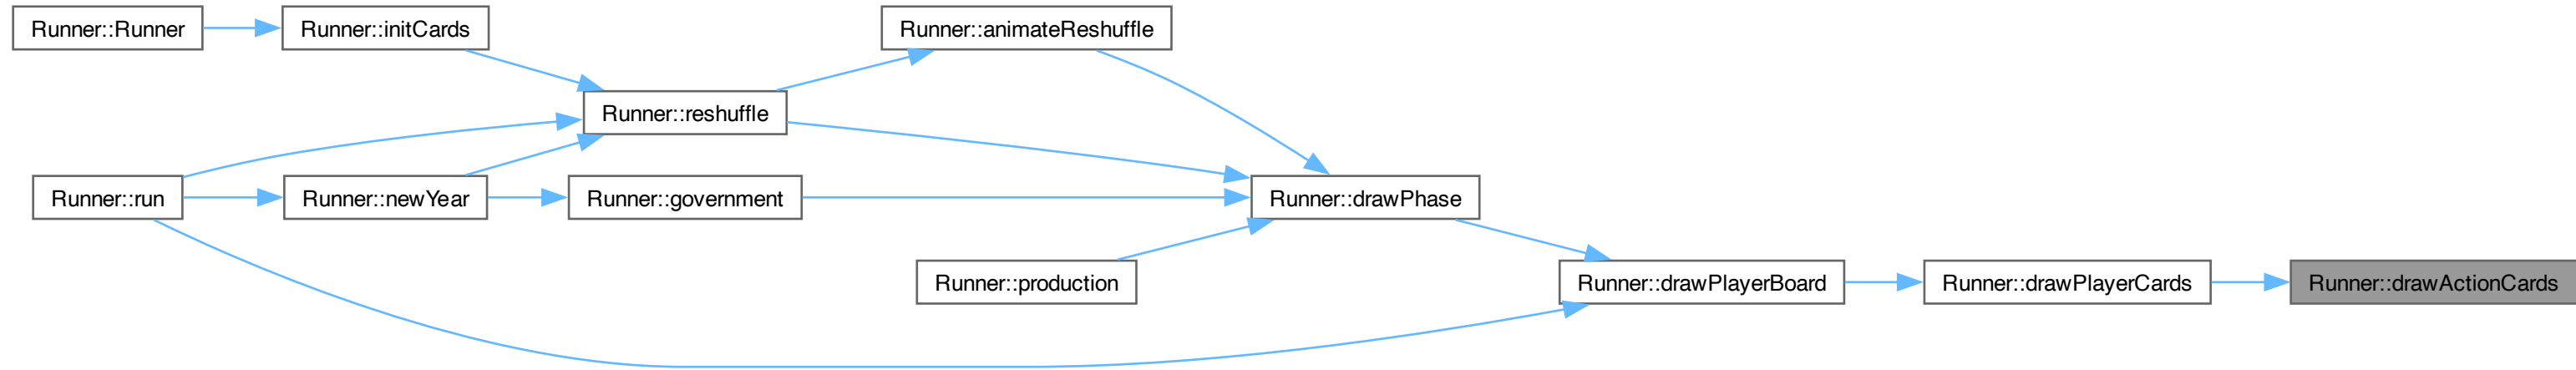 Runner::Runner
Runner::initCards
Runner::animateReshuffle
Runner::reshuffle
Runner::run
Runner::newYear
Runner::government
Runner::drawPhase
Runner::production
Runner::drawPlayerBoard
Runner::drawPlayerCards
Runner::drawActionCards